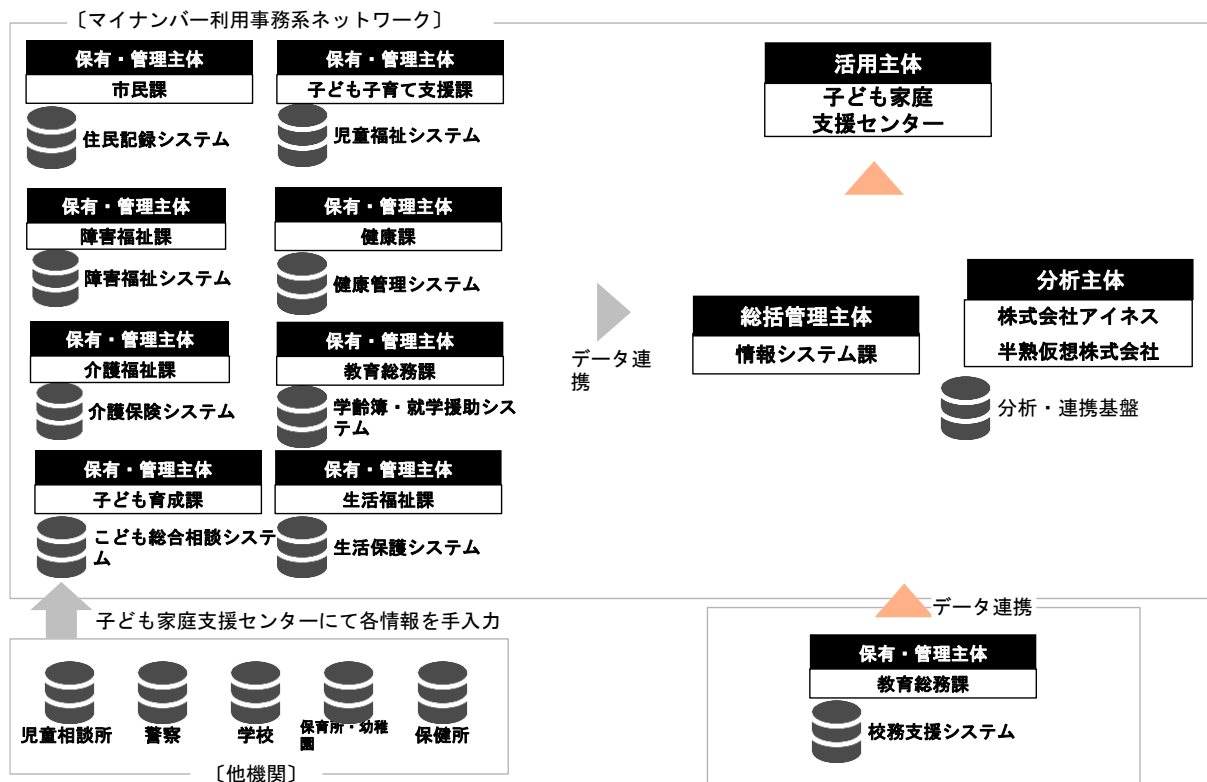 〔マイナンバー利用事務系ネットワーク〕
保有・管理主体
市民課
住民記録システム
保有・管理主体
子ども子育て支援課
児童福祉システム
保有・管理主体
障害福祉課
障害福祉システム
保有・管理主体
健康課
健康管理システム
保有・管理主体
介護福祉課
介護保険システム
保有・管理主体
教育総務課
学齢簿・就学援助シス
テム
保有・管理主体
子ども育成課
こども総合相談システ
ム
保有・管理主体
生活福祉課
生活保護システム
データ連
携
活用主体
子ども家庭
支援センター
総括管理主体
情報システム課
分析主体
株式会社アイネス
半熟仮想株式会社
分析・連携基盤
子ども家庭支援センターにて各情報を手入力
児童相談所
警察
学校
保育所・幼稚
園
保健所
〔他機関〕
データ連携
保有・管理主体
教育総務課
校務支援システム